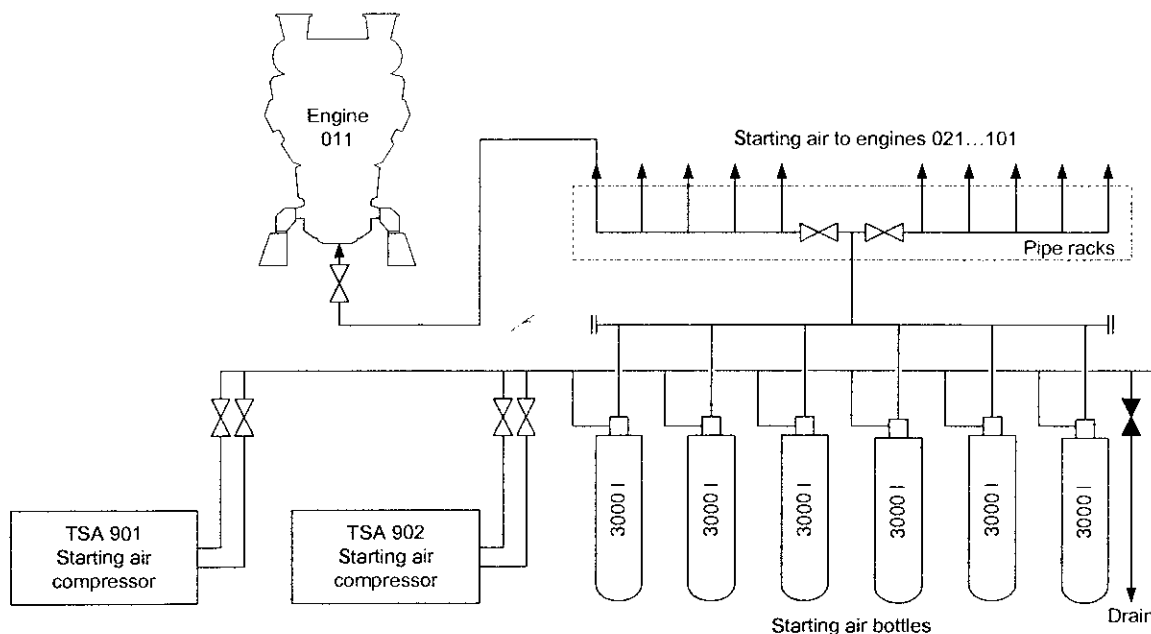 Engine
011
Starting air to engines 021...101
Pipe racks
TSA 901
Starting air
compressor
TSA 902
Starting air
compressor
3000 l
3000 l
3000 l
3000 l
3000 l
3000 l
Drain
Starting air bottles